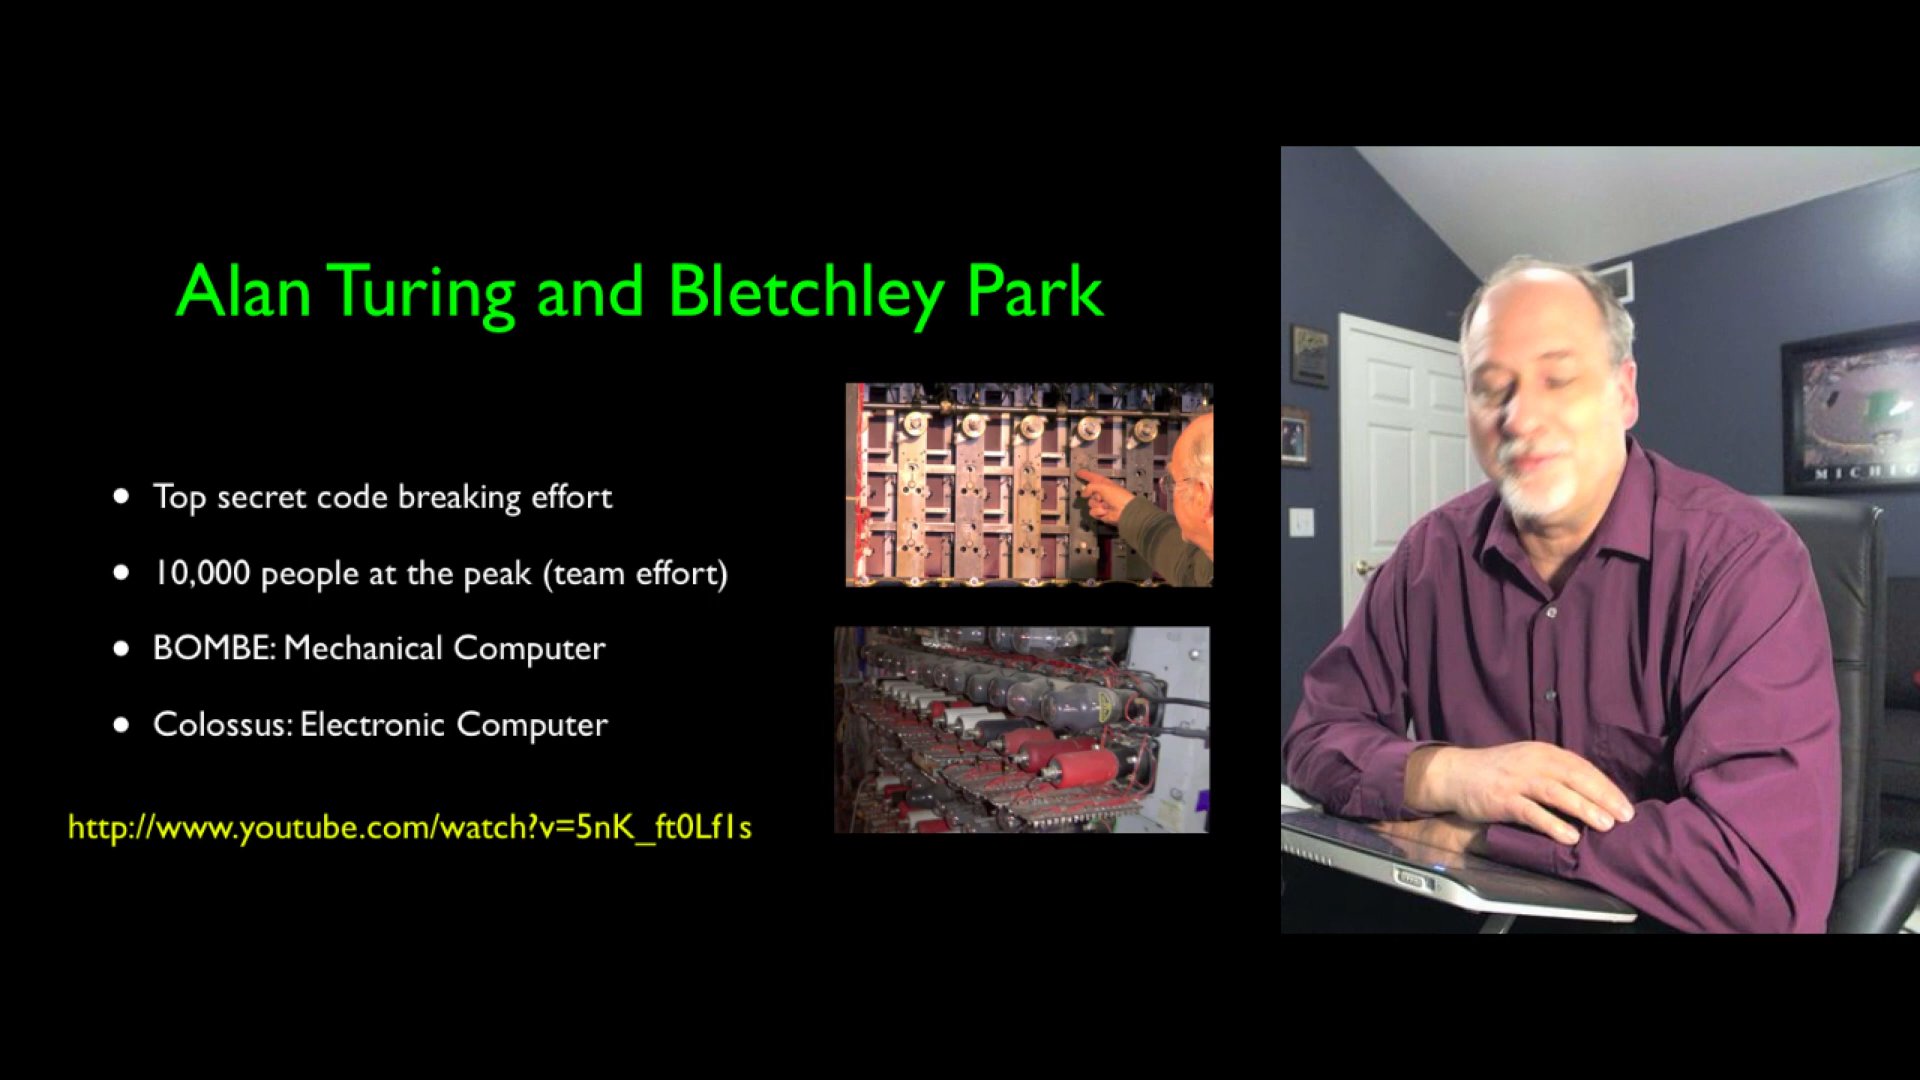 Alan Turing and Bletchley Park
• Top secret code breaking effort
• 10,000 people at the peak (team effort)
• BOMBE: Mechanical Computer
• Colossus: Electronic Computer
http://www.youtube.com/watch?v=5nK_ft0Lf1s
MICHIG